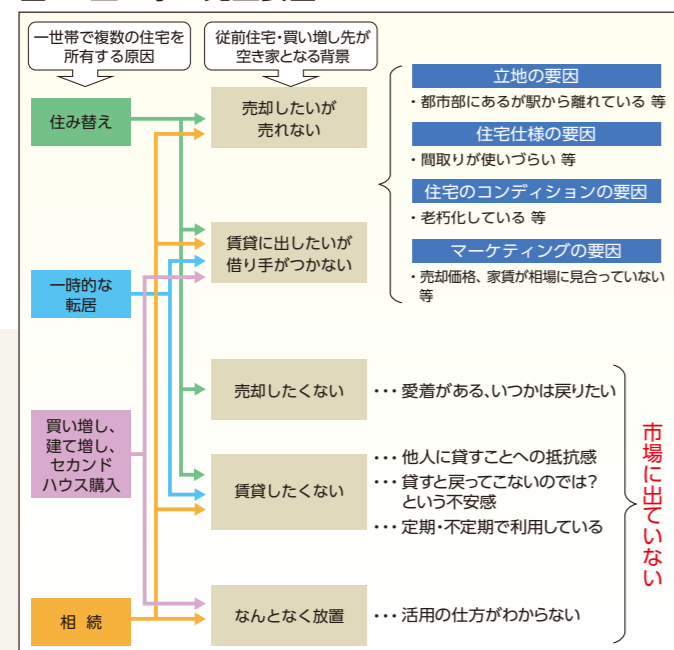 一世帯で複数の住宅を
所有する原因
従前住宅・買い増し先が
空き家となる背景
住み替え
一時的な
転居
買い増し、
建て増し、
セカンド
ハウス購入
相 続
売却したいが
売れない
賃貸に出したいが
借り手がつかない
売却したくない
賃貸したくない
なんとなく放置
立地の要因
・都市部にあるが駅から離れている 等
住宅仕様の要因
・間取りが使いづらい 等
住宅のコンディションの要因
・老朽化している 等
マーケティングの要因
・売却価格、家賃が相場に見合っていない
等
・・・愛着がある、いつかは戻りたい
・・・他人に貸すことへの抵抗感
・・・貸すと戻ってこないのでは?
という不安感
・・・定期・不定期で利用している
・・・活用の仕方がわからない
市場に出ていない